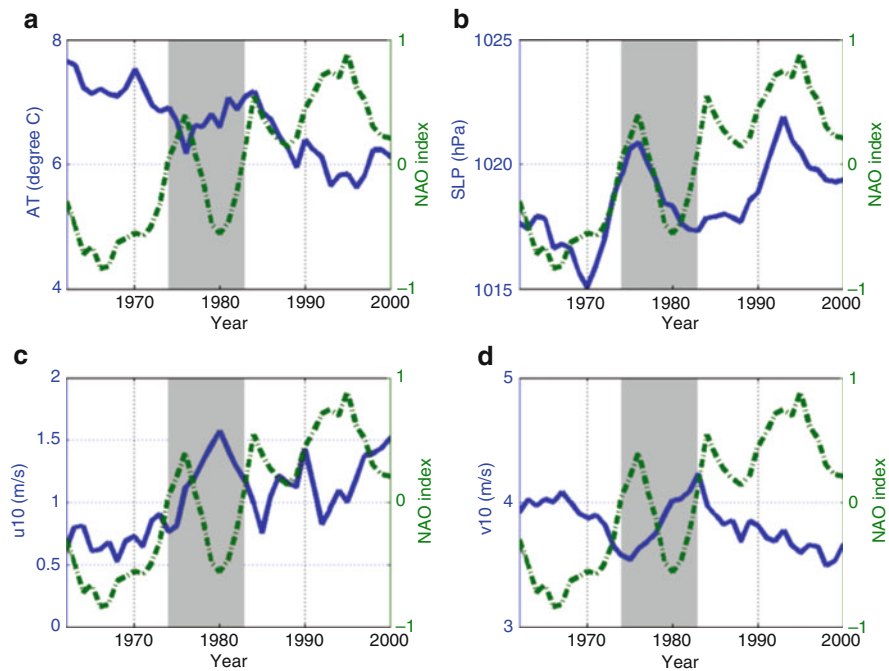 a
8
6
4
AT (degree C)
1
0
−1
NAO index
1970 1980 1990 2000
Year
b
1025
1020
1015
SLP (hPa)
1
0
−1
NAO index
1970 1980 1990 2000
Year
c
2
1.5
1
0.5
0
u10 (m/s)
1
0
−1
NAO index
1970 1980 1990 2000
Year
d
5
4
3
v10 (m/s)
1
0
−1
NAO index
1970 1980 1990 2000
Year